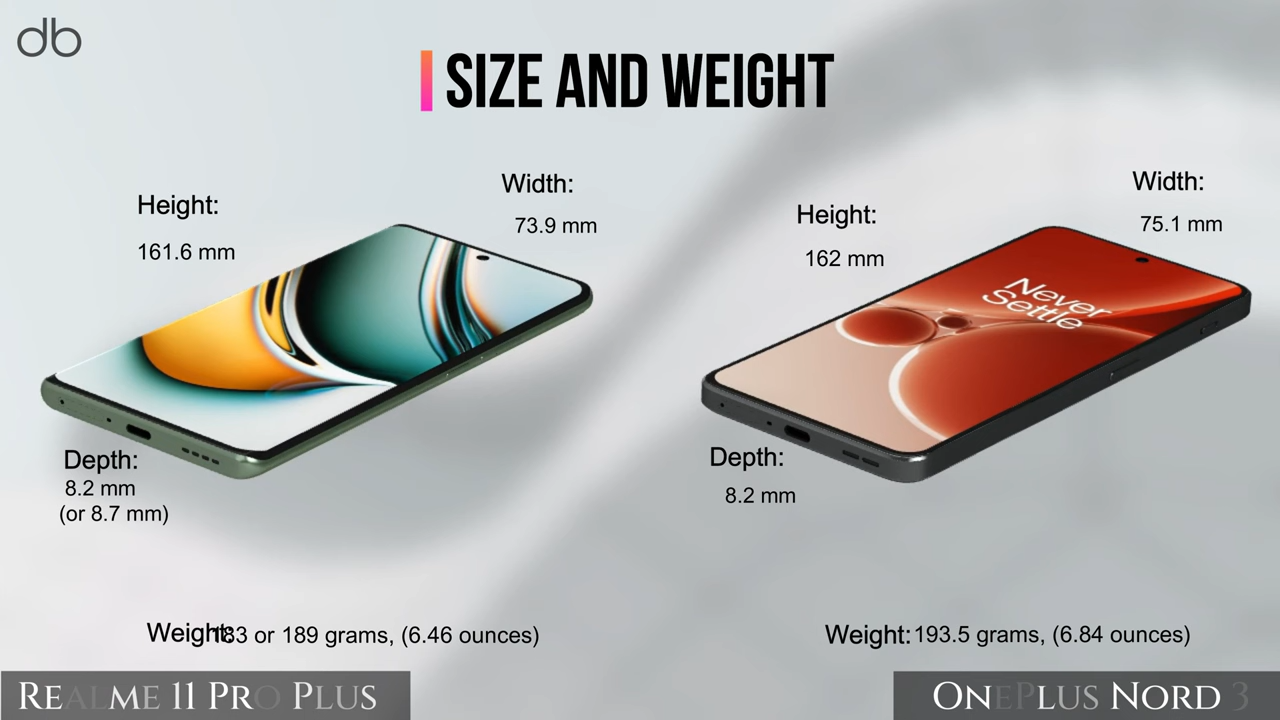 db
SIZE AND WEIGHT
Height:
161.6 mm
Width:
73.9 mm
Depth:
8.2 mm
(or 8.7 mm)
Weight: 183 or 189 grams, (6.46 ounces)
Realme 11 Pro Plus
Height:
162 mm
Width:
75.1 mm
Never
Settle
Depth:
8.2 mm
Weight: 193.5 grams, (6.84 ounces)
OnePlus Nord 3